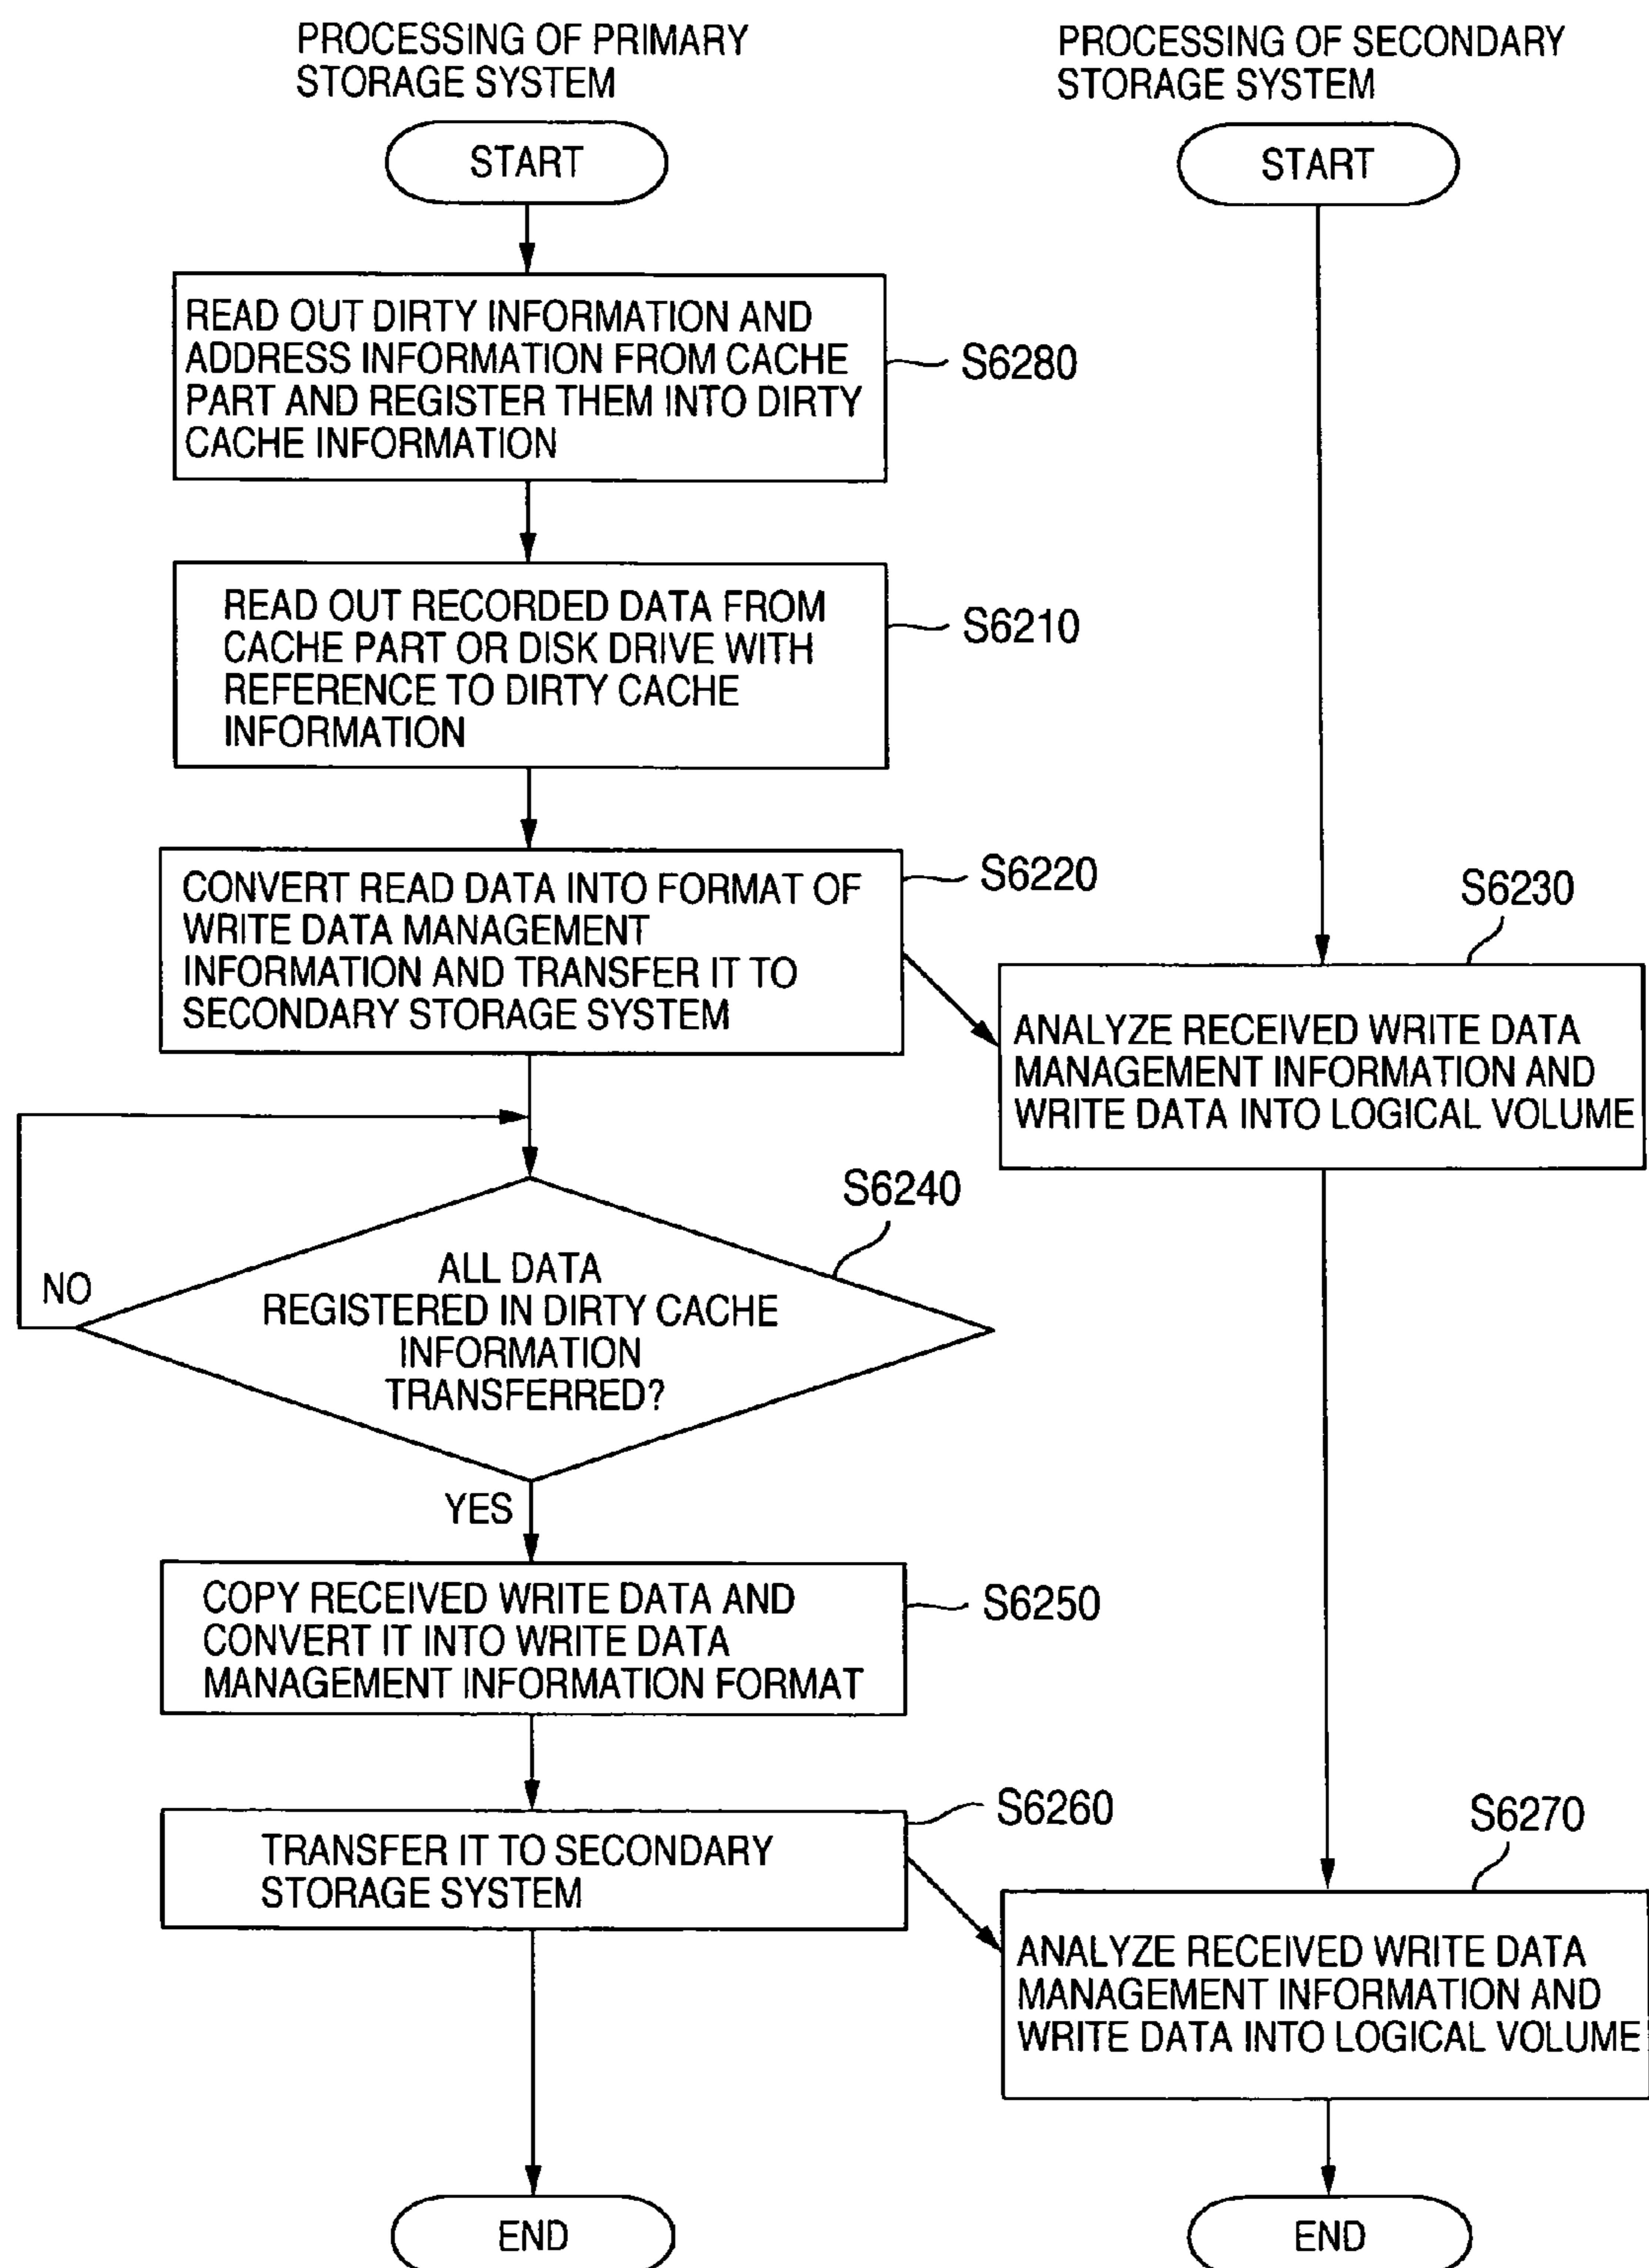 PROCESSING OF PRIMARY
STORAGE SYSTEM
START
READ OUT DIRTY INFORMATION AND
ADDRESS INFORMATION FROM CACHE
PART AND REGISTER THEM INTO DIRTY
CACHE INFORMATION
S6280
READ OUT RECORDED DATA FROM
CACHE PART OR DISK DRIVE WITH
REFERENCE TO DIRTY CACHE
INFORMATION
S6210
CONVERT READ DATA INTO FORMAT OF
WRITE DATA MANAGEMENT
INFORMATION AND TRANSFER IT TO
SECONDARY STORAGE SYSTEM
S6220
ALL DATA
REGISTERED IN DIRTY CACHE
INFORMATION
TRANSFERRED?
S6240
NO
YES
COPY RECEIVED WRITE DATA AND
CONVERT IT INTO WRITE DATA
MANAGEMENT INFORMATION FORMAT
S6250
TRANSFER IT TO SECONDARY
STORAGE SYSTEM
S6260
END
PROCESSING OF SECONDARY
STORAGE SYSTEM
START
S6230
ANALYZE RECEIVED WRITE DATA
MANAGEMENT INFORMATION AND
WRITE DATA INTO LOGICAL VOLUME
S6270
ANALYZE RECEIVED WRITE DATA
MANAGEMENT INFORMATION AND
WRITE DATA INTO LOGICAL VOLUME
END